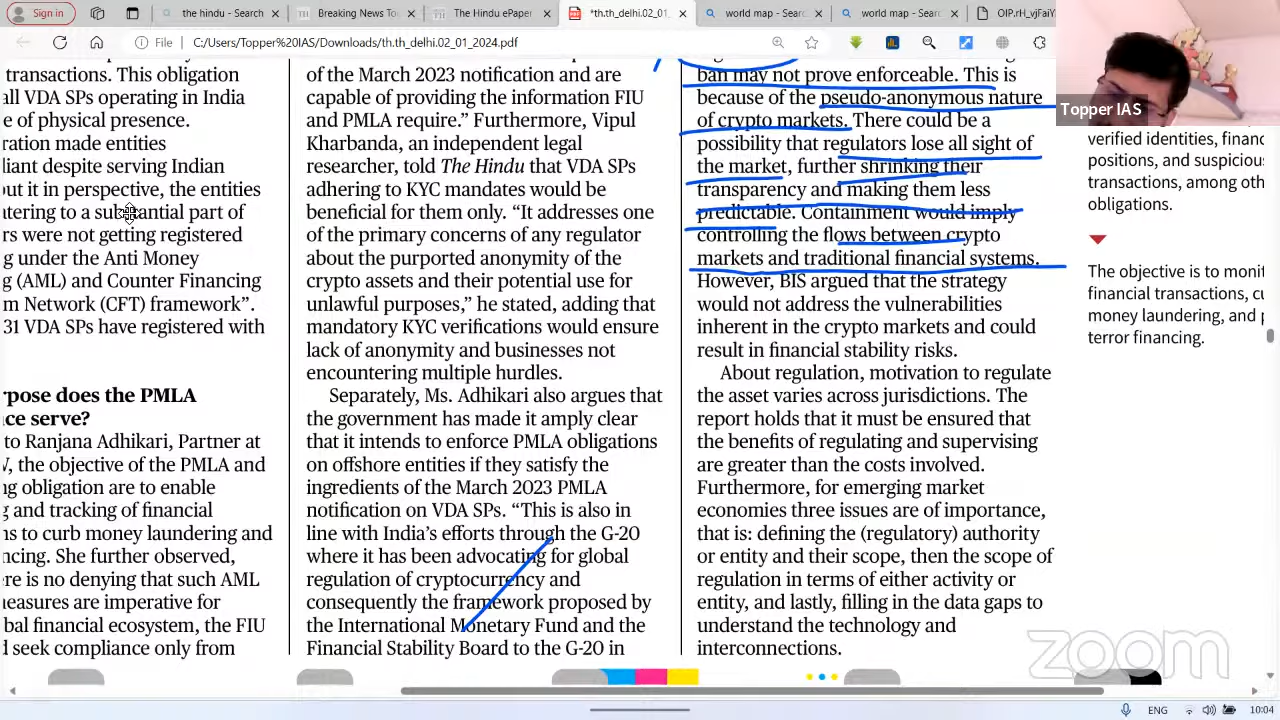 the hindu - Search
Breaking News To
The Hindu ePaper
*th.th_delhi.02_01
world map - Sear
world map - Sear
OIP.rH_vjFaiY
File
C:/Users/Topper%20IAS/Downloads/th.th_delhi.02_01_2024.pdf
transactions. This obligation
all VDA SPs operating in India
e of physical presence.
ration made entities
liant despite serving Indian
out it in perspective, the entities
tering to a substantial part of
rs were not getting registered
g under the Anti Money
g (AML) and Counter Financing
m Network (CFT) framework”.
31 VDA SPs have registered with
rpose does the PMLA
ce serve?
to Ranjana Adhikari, Partner at
, the objective of the PMLA and
ng obligation are to enable
g and tracking of financial
ns to curb money laundering and
ncing. She further observed,
re is no denying that such AML
measures are imperative for
bal financial ecosystem, the FIU
d seek compliance only from
of the March 2023 notification and are
capable of providing the information FIU
and PMLA require.” Furthermore, Vipul
Kharbanda, an independent legal
researcher, told The Hindu that VDA SPs
adhering to KYC mandates would be
beneficial for them only. “It addresses one
of the primary concerns of any regulator
about the purported anonymity of the
crypto assets and their potential use for
unlawful purposes,” he stated, adding that
mandatory KYC verifications would ensure
lack of anonymity and businesses not
encountering multiple hurdles.
Separately, Ms. Adhikari also argues that
the government has made it amply clear
that it intends to enforce PMLA obligations
on offshore entities if they satisfy the
ingredients of the March 2023 PMLA
notification on VDA SPs. “This is also in
line with India’s efforts through the G-20
where it has been advocating for global
regulation of cryptocurrency and
consequently the framework proposed by
the International Monetary Fund and the
Financial Stability Board to the G-20 in
ban may not prove enforceable. This is
because of the pseudo-anonymous nature
of crypto markets. There could be a
possibility that regulators lose all sight of
the market, further shrinking their
transparency and making them less
predictable. Containment would imply
controlling the flows between crypto
markets and traditional financial systems.
However, BIS argued that the strategy
would not address the vulnerabilities
inherent in the crypto markets and could
result in financial stability risks.
About regulation, motivation to regulate
the asset varies across jurisdictions. The
report holds that it must be ensured that
the benefits of regulating and supervising
are greater than the costs involved.
Furthermore, for emerging market
economies three issues are of importance,
that is: defining the (regulatory) authority
or entity and their scope, then the scope of
regulation in terms of either activity or
entity, and lastly, filling in the data gaps to
understand the technology and
interconnections.
Topper IAS
verified identities, financ
positions, and suspiciou
transactions, among oth
obligations.
The objective is to monit
financial transactions, cu
money laundering, and p
terror financing.
zoom
ENG
10:04